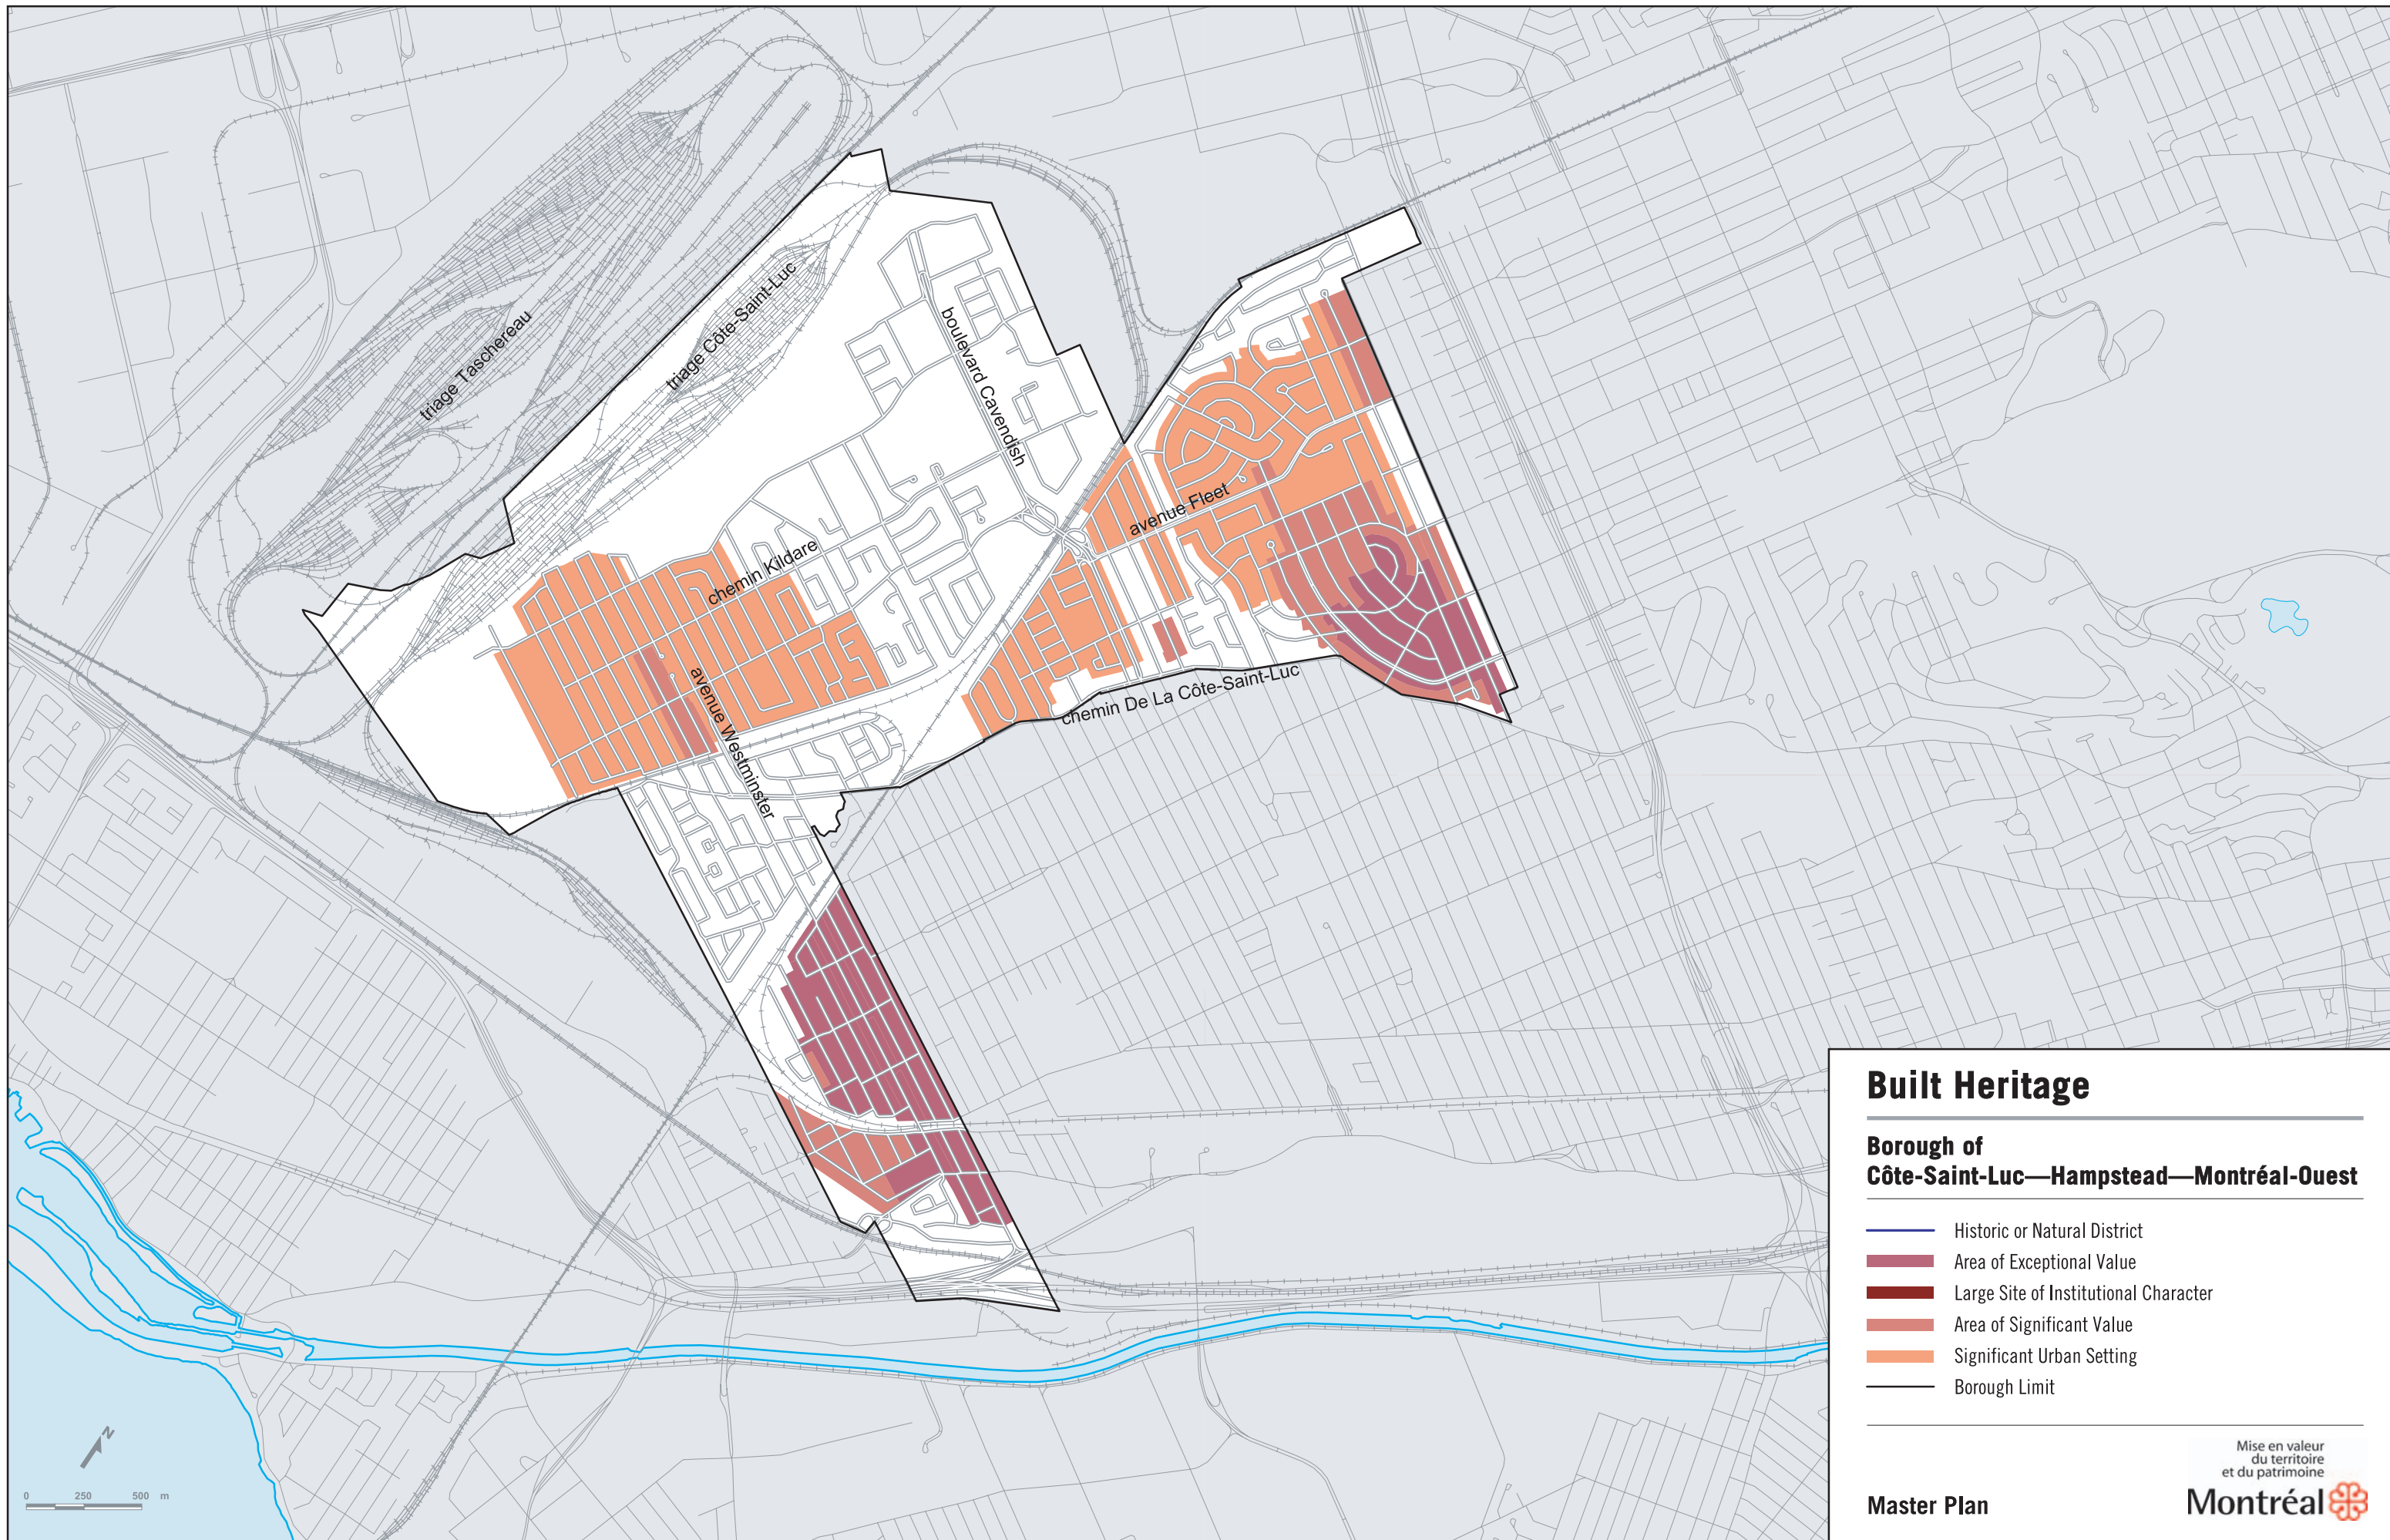 triage Taschereau
triage Côte-Saint-Luc
boulevard Cavendish
avenue Fleet
chemin Kildare
avenue Westminster
chemin De La Côte-Saint-Luc
Built Heritage
Borough of
Côte-Saint-Luc—Hampstead—Montréal-Ouest
Historic or Natural District
Area of Exceptional Value
Large Site of Institutional Character
Area of Significant Value
Significant Urban Setting
Borough Limit
Mise en valeur
du territoire
et du patrimoine
Master Plan
Montréal
N
0 250 500 m